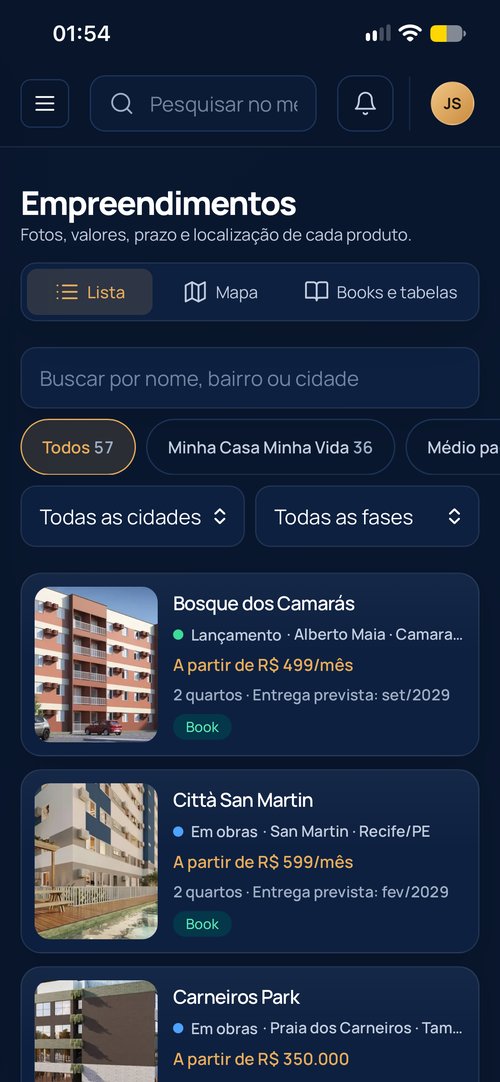 01:54
Pesquisar no me
JS
Empreendimentos
Fotos, valores, prazo e localização de cada produto.
Lista
Mapa
Books e tabelas
Buscar por nome, bairro ou cidade
Todos 57
Minha Casa Minha Vida 36
Médio pa
Todas as cidades
Todas as fases
Bosque dos Camarás
Lançamento · Alberto Maia · Camara...
A partir de R$ 499/mês
2 quartos · Entrega prevista: set/2029
Book
Città San Martin
Em obras · San Martin · Recife/PE
A partir de R$ 599/mês
2 quartos · Entrega prevista: fev/2029
Book
Carneiros Park
Em obras · Praia dos Carneiros · Tam...
A partir de R$ 350.000